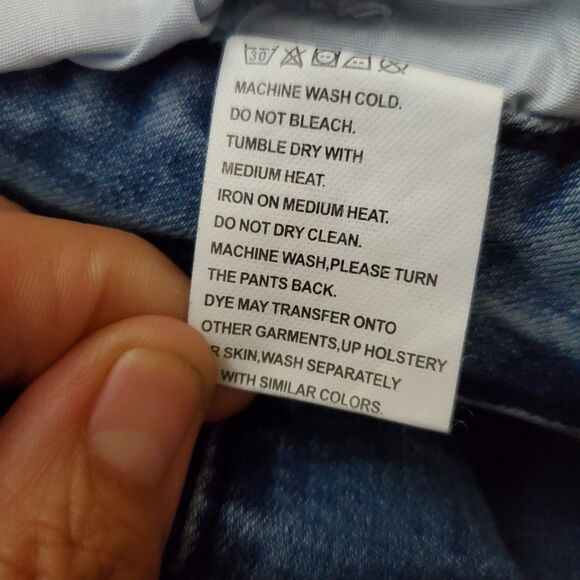 30
MACHINE WASH COLD.
DO NOT BLEACH.
TUMBLE DRY WITH
MEDIUM HEAT.
IRON ON MEDIUM HEAT.
DO NOT DRY CLEAN.
MACHINE WASH,PLEASE TURN
THE PANTS BACK.
DYE MAY TRANSFER ONTO
OTHER GARMENTS,UP HOLSTERY
R SKIN,WASH SEPARATELY
WITH SIMILAR COLORS.